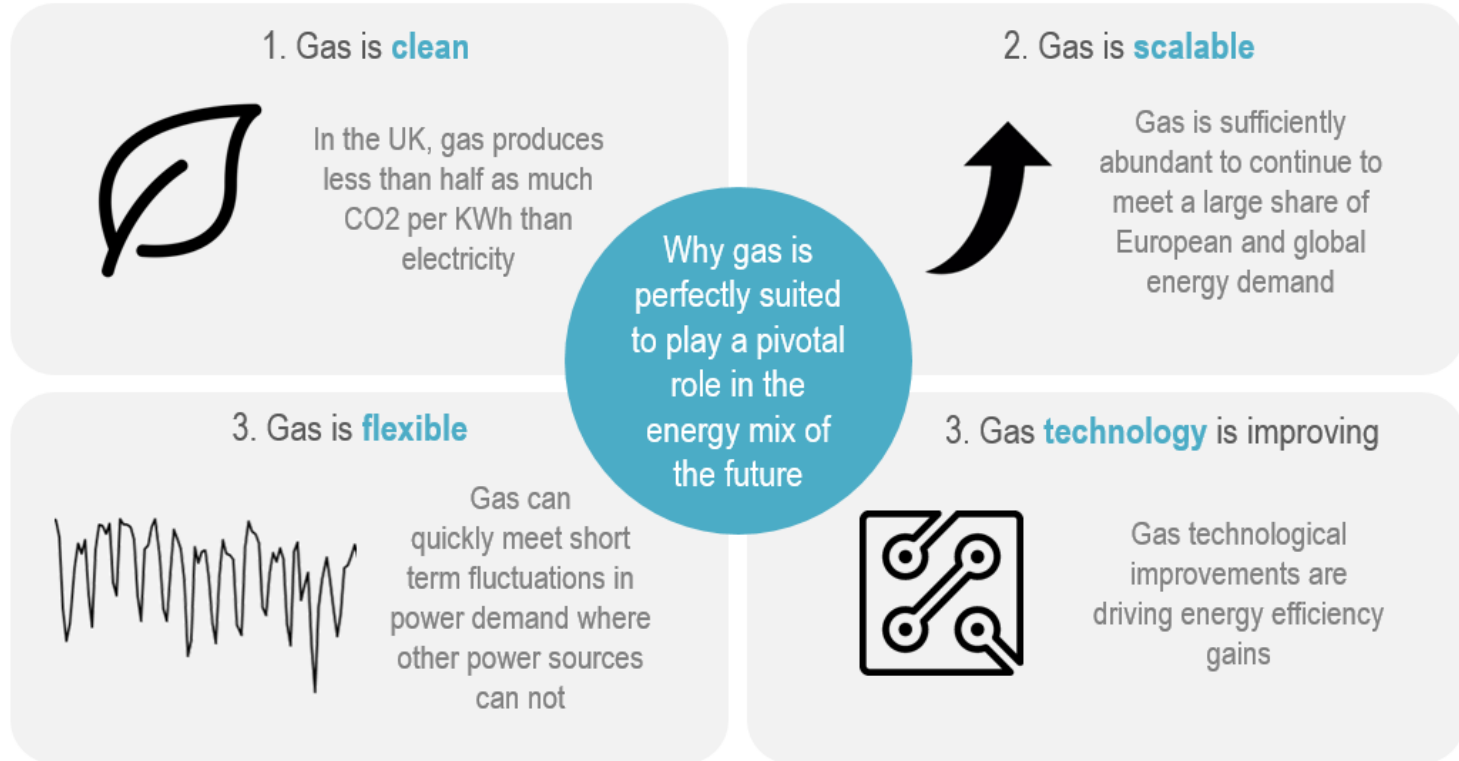 1. Gas is clean
In the UK, gas produces
less than half as much
CO2 per KWh than
electricity
2. Gas is scalable
Gas is sufficiently
abundant to continue to
meet a large share of
European and global
energy demand
Why gas is
perfectly suited
to play a pivotal
role in the
energy mix of
the future
3. Gas is flexible
Gas can
quickly meet short
term fluctuations in
power demand where
other power sources
can not
3. Gas technology is improving
Gas technological
improvements are
driving energy efficiency
gains